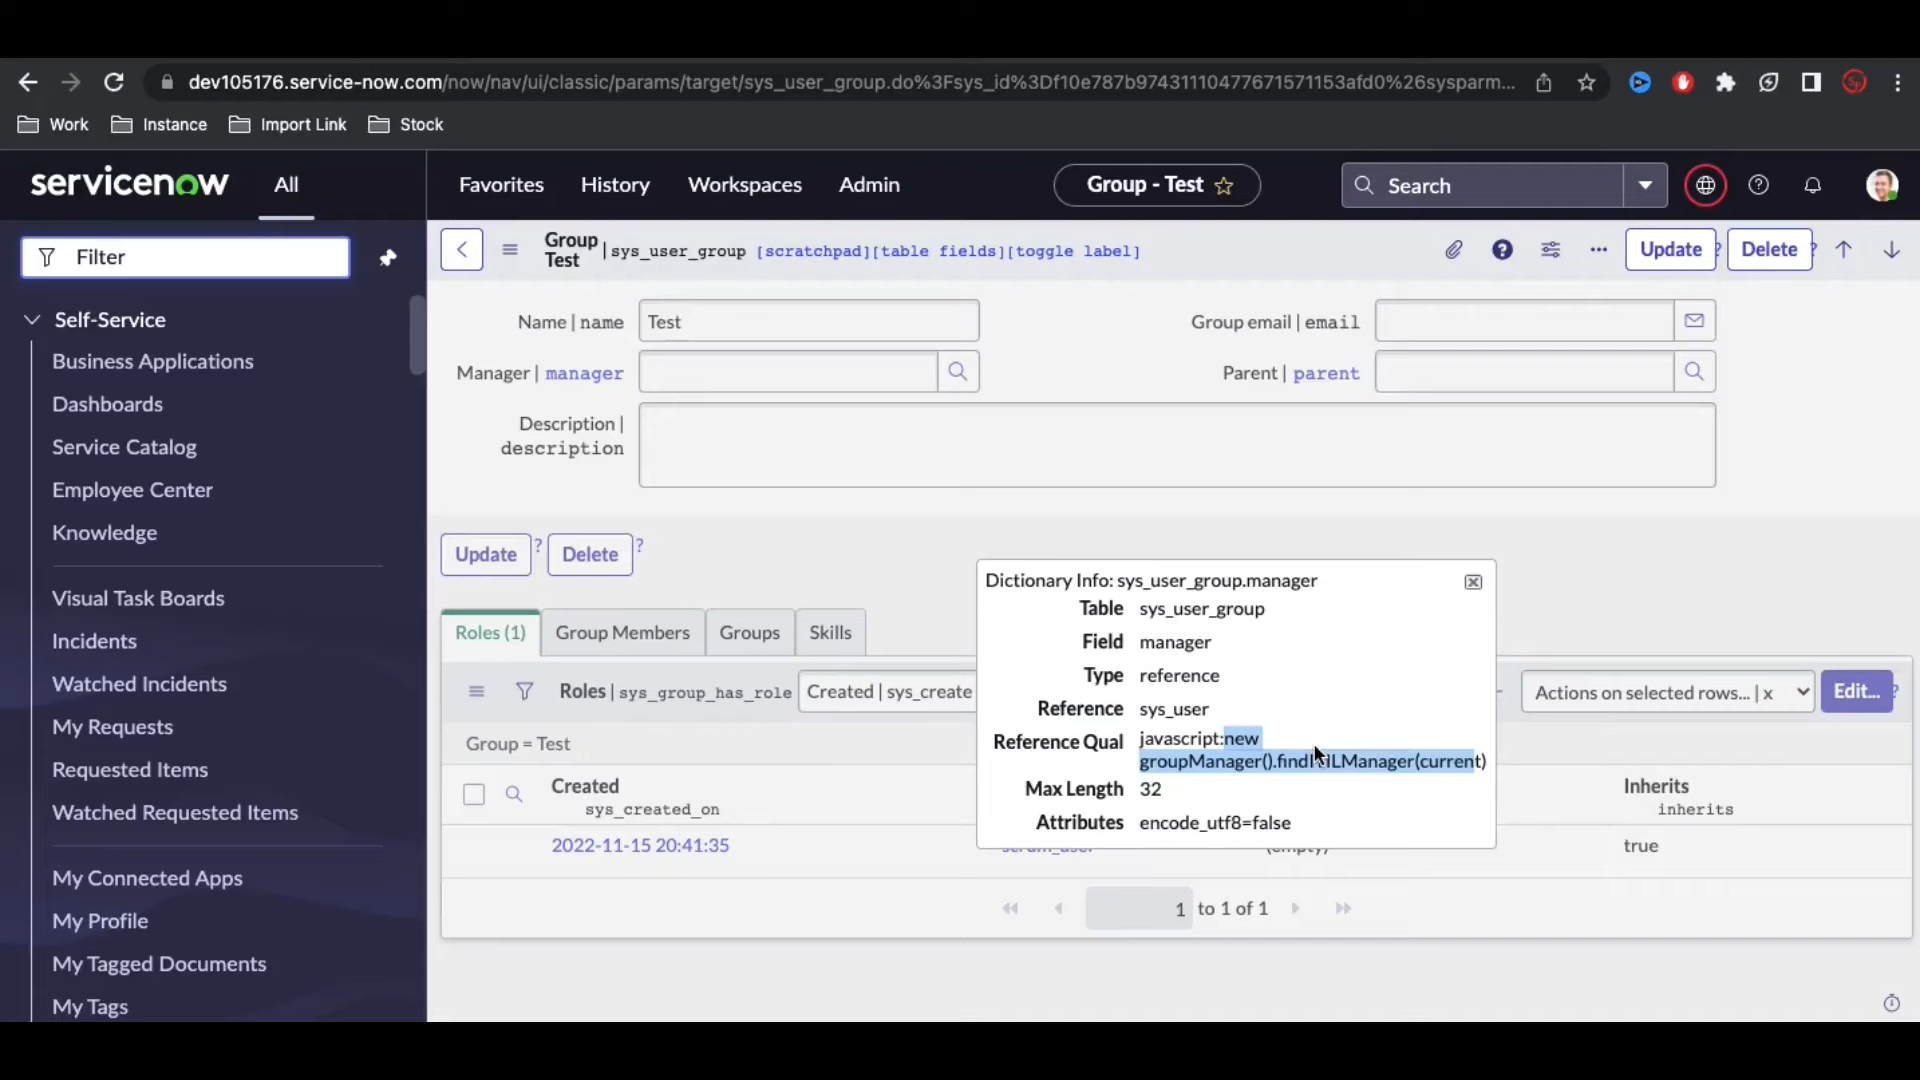 dev105176.service-now.com/now/nav/ui/classic/params/target/sys_user_group.do%3Fsys_id%3Df10e787b97431110477671571153afd0%26sysparm...
Work Instance Import Link Stock
servicenow All Favorites History Workspaces Admin Group - Test Search
Filter
Group Test | sys_user_group [scratchpad][table fields][toggle label] Update ? Delete ?
Self-Service
Business Applications
Dashboards
Service Catalog
Employee Center
Knowledge
Visual Task Boards
Incidents
Watched Incidents
My Requests
Requested Items
Watched Requested Items
My Connected Apps
My Profile
My Tagged Documents
My Tags
Name | name Test
Group email | email
Manager | manager
Parent | parent
Description |
description
Update ? Delete ?
Roles (1) Group Members Groups Skills
Roles | sys_group_has_role Created | sys_create
Actions on selected rows... | x Edit... ?
Group = Test
Created
sys_created_on
Inherits
inherits
2022-11-15 20:41:35
true
1 to 1 of 1
Dictionary Info: sys_user_group.manager
Table sys_user_group
Field manager
Type reference
Reference sys_user
Reference Qual javascript:new
Max Length 32
Attributes encode_utf8=false
(empty)